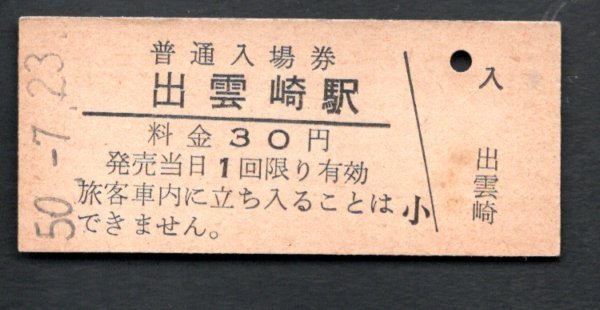 50.-7.23
普通入場券
出雲崎駅
料金30円
発売当日1回限り有効
旅客車内に立ち入ることは
できません。
小
入
出雲崎